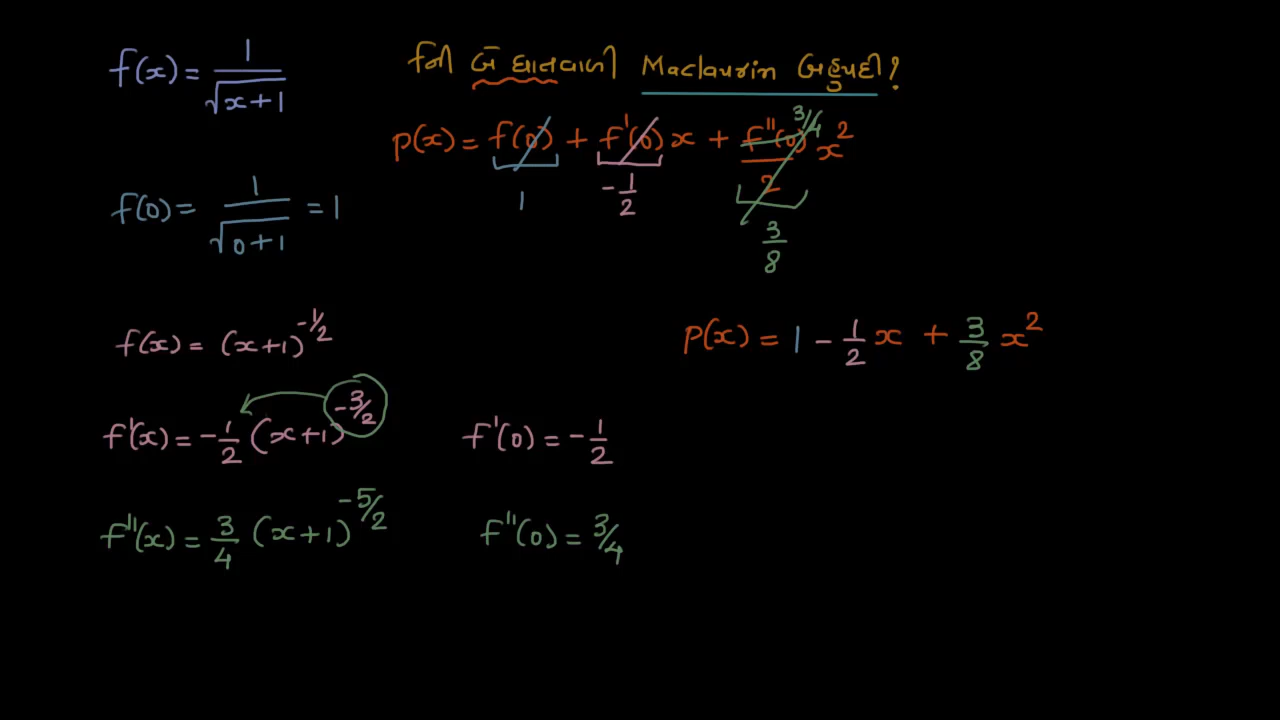 f(x) = 1/√(x+1)
fની બે ઘાતવાળી Maclaurin બહુપદી?
p(x) = f(0) + f'(0)x + f''(0)/2 x²
3/4
1
-1/2
3/8
f(0) = 1/√(0+1) = 1
f(x) = (x+1)^(-1/2)
p(x) = 1 - 1/2 x + 3/8 x²
f'(x) = -1/2 (x+1)^(-3/2)
f'(0) = -1/2
f''(x) = 3/4 (x+1)^(-5/2)
f''(0) = 3/4